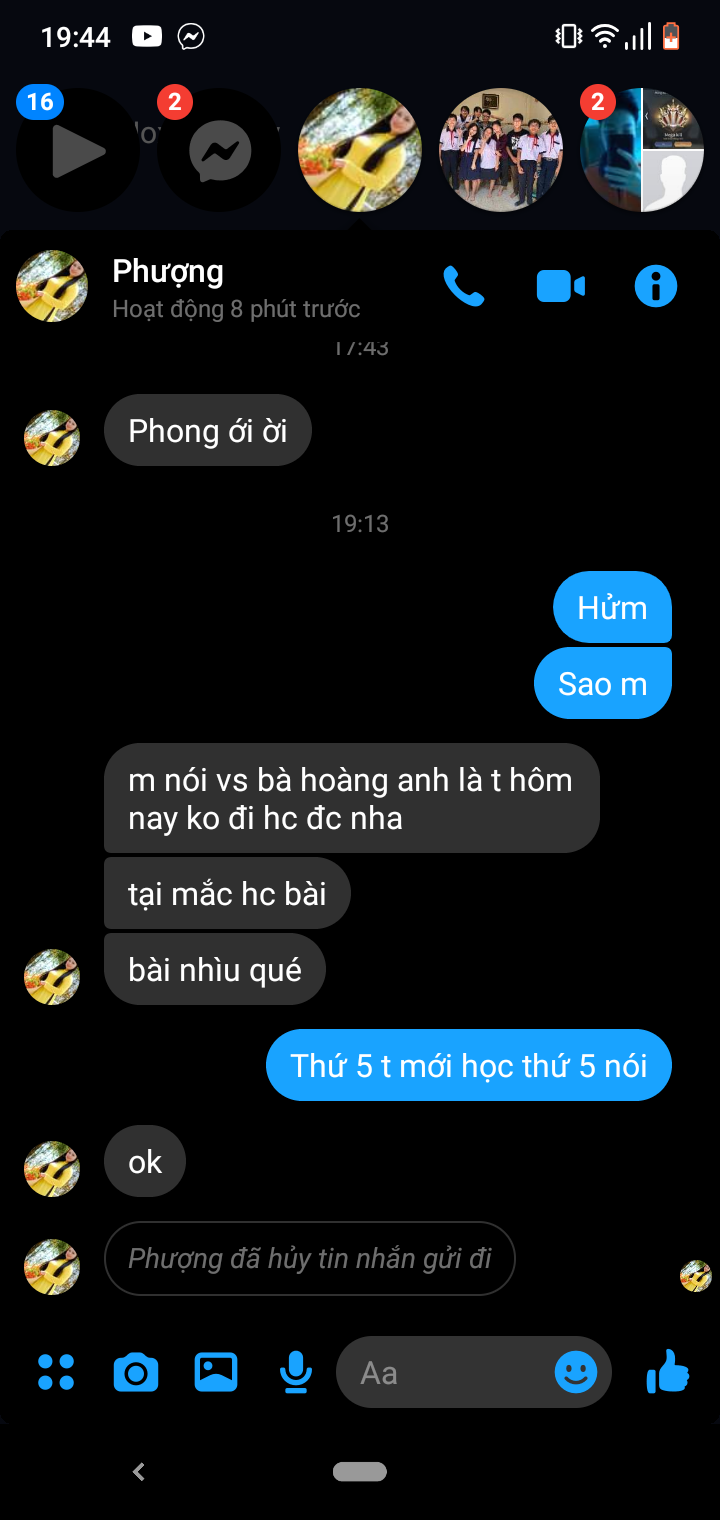 19:44
16
2
2
Phượng
Hoạt động 8 phút trước
17:43
Phong ới ời
19:13
Hửm
Sao m
m nói vs bà hoàng anh là t hôm
nay ko đi hc đc nha
tại mắc hc bài
bài nhìu qué
Thứ 5 t mới học thứ 5 nói
ok
Phượng đã hủy tin nhắn gửi đi
Aa